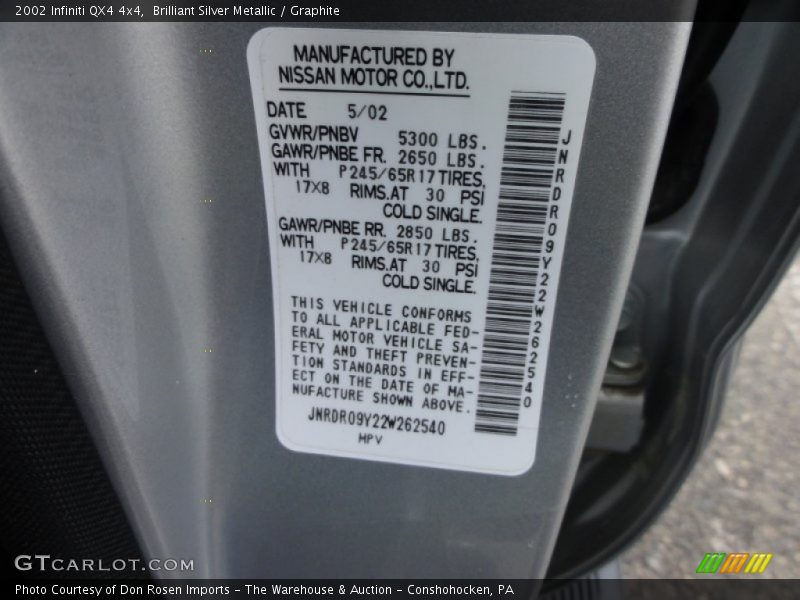 2002 Infiniti QX4 4x4, Brilliant Silver Metallic / Graphite
MANUFACTURED BY
NISSAN MOTOR CO.,LTD.
DATE 5/02
GVWR/PNBV 5300 LBS.
GAWR/PNBE FR. 2650 LBS.
WITH P245/65R17 TIRES,
17X8 RIMS.AT 30 PSI
COLD SINGLE.
GAWR/PNBE RR. 2850 LBS.
WITH P245/65R17 TIRES,
17X8 RIMS.AT 30 PSI
COLD SINGLE.
THIS VEHICLE CONFORMS
TO ALL APPLICABLE FED-
ERAL MOTOR VEHICLE SA-
FETY AND THEFT PREVEN-
TION STANDARDS IN EFF-
ECT ON THE DATE OF MA-
NUFACTURE SHOWN ABOVE.
JNRDR09Y22W262540
MPV
JNRDR09Y22W262540
GTCARLOT.COM
Photo Courtesy of Don Rosen Imports - The Warehouse & Auction - Conshohocken, PA